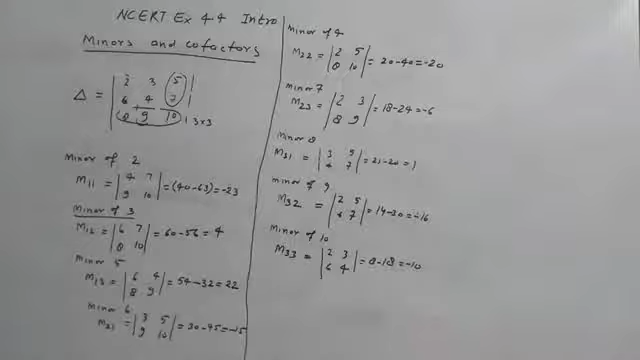 NCERT Ex 4.4 Intro
Minors and cofactors
Δ = | 2 3 5 |
| 6 4 7 |
| 8 9 10 | 3x3
Minor of 2
M11 = | 4 7 |
| 9 10 | = (40-63) = -23
Minor of 3
M12 = | 6 7 |
| 8 10 | = 60-56 = 4
Minor 5
M13 = | 6 4 |
| 8 9 | = 54-32 = 22
Minor 6
M21 = | 3 5 |
| 9 10 | = 30-45 = -15
Minor of 4
M22 = | 2 5 |
| 8 10 | = 20-40 = -20
Minor 7
M23 = | 2 3 |
| 8 9 | = 18-24 = -6
Minor 8
M31 = | 3 5 |
| 4 7 | = 21-20 = 1
Minor of 9
M32 = | 2 5 |
| 6 7 | = 14-30 = -16
Minor of 10
M33 = | 2 3 |
| 6 4 | = 8-18 = -10